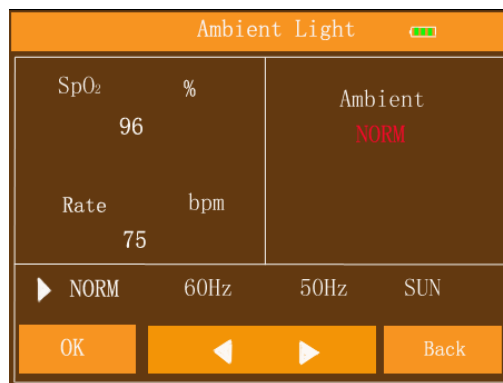 Ambient Light
SpO₂ %
96
Ambient
NORM
Rate bpm
75
NORM 60Hz 50Hz SUN
OK Back